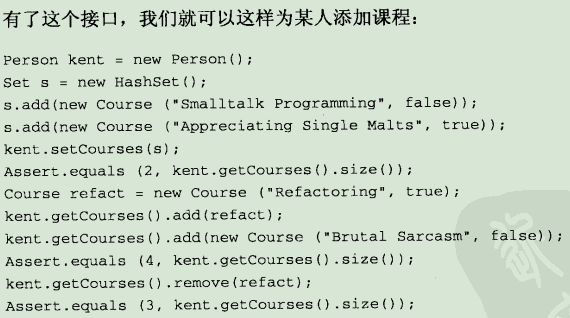 有了这个接口，我们就可以这样为某人添加课程：
Person kent = new Person();
Set s = new HashSet();
s.add(new Course ("Smalltalk Programming", false));
s.add(new Course ("Appreciating Single Malts", true));
kent.setCourses(s);
Assert.equals (2, kent.getCourses().size());
Course refact = new Course ("Refactoring", true);
kent.getCourses().add(refact);
kent.getCourses().add(new Course ("Brutal Sarcasm", false));
Assert.equals (4, kent.getCourses().size());
kent.getCourses().remove(refact);
Assert.equals (3, kent.getCourses().size());